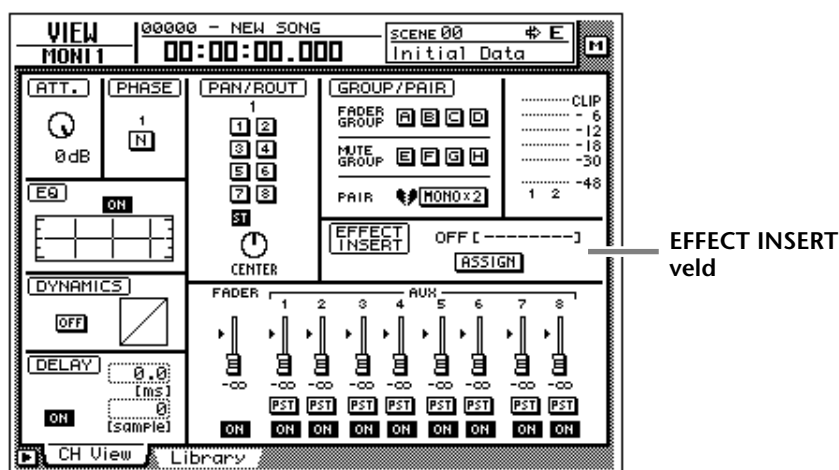 VIEW
MONI 1
00000 - NEW SONG
00:00:00.000
SCENE 00 E
Initial Data
M
ATT.
0dB
PHASE
1
N
PAN/ROUT
1
1 2
3 4
5 6
7 8
ST
CENTER
GROUP/PAIR
FADER GROUP A B C D
MUTE GROUP E F G H
PAIR MONO×2
CLIP
- 6
-12
-18
-30
-48
1 2
EQ
ON
EFFECT INSERT OFF [---------]
ASSIGN
EFFECT INSERT
veld
DYNAMICS
OFF
DELAY
0.0
[ms]
0
[sample]
ON
FADER AUX
1 2 3 4 5 6 7 8
-∞ -∞ -∞ -∞ -∞ -∞ -∞ -∞ -∞
PST PST PST PST PST PST PST PST
ON ON ON ON ON ON ON ON ON
CH View Library